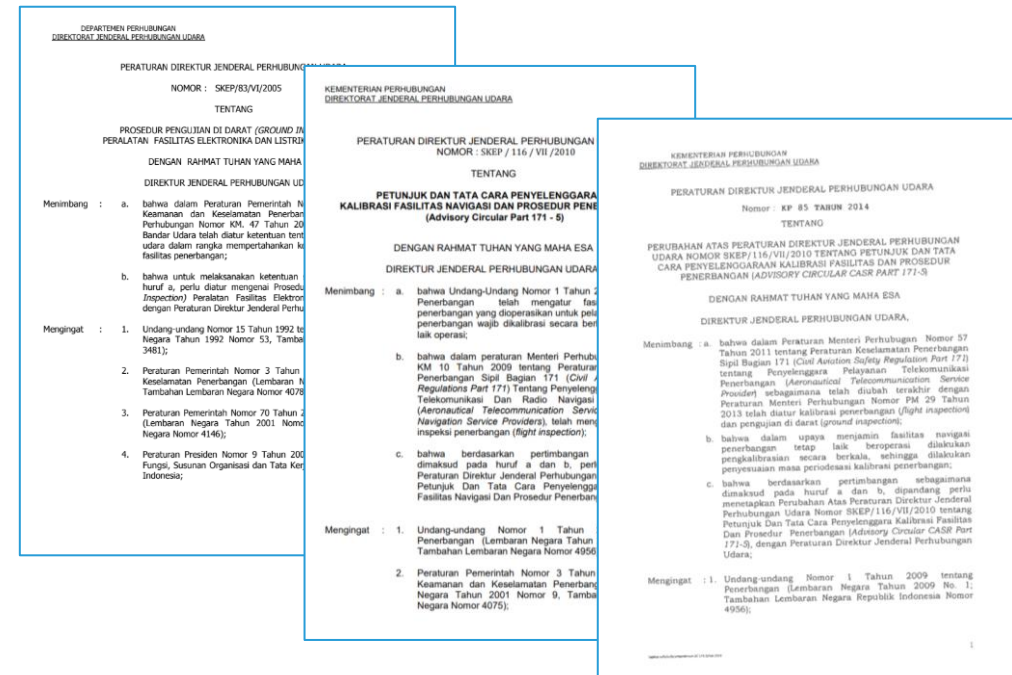 DEPARTEMEN PERHUBUNGAN
DIREKTORAT JENDERAL PERHUBUNGAN UDARA
PERATURAN DIREKTUR JENDERAL PERHUBUNGAN UDARA
NOMOR : SKEP/83/VI/2005
TENTANG
PROSEDUR PENGUJIAN DI DARAT (GROUND IN
PERALATAN FASILITAS ELEKTRONIKA DAN LISTRIK
DENGAN RAHMAT TUHAN YANG MAHA
DIREKTUR JENDERAL PERHUBUNGAN UD
Menimbang : a. bahwa dalam Peraturan Pemerintah N
Keamanan dan Keselamatan Penerban
Perhubungan Nomor KM. 47 Tahun 20
Bandar Udara telah diatur ketentuan tent
udara dalam rangka mempertahankan k
fasilitas penerbangan;
b. bahwa untuk melaksanakan ketentuan
huruf a, perlu diatur mengenai Prosedu
Inspection) Peralatan Fasilitas Elektron
dengan Peraturan Direktur Jenderal Perhu
Mengingat : 1. Undang-undang Nomor 15 Tahun 1992 te
Negara Tahun 1992 Nomor 53, Tamba
3481);
2. Peraturan Pemerintah Nomor 3 Tahun
Keselamatan Penerbangan (Lembaran N
Tambahan Lembaran Negara Nomor 4078
3. Peraturan Pemerintah Nomor 70 Tahun 2
(Lembaran Negara Tahun 2001 Nomo
Negara Nomor 4146);
4. Peraturan Presiden Nomor 9 Tahun 200
Fungsi, Susunan Organisasi dan Tata Ker
Indonesia;
KEMENTERIAN PERHUBUNGAN
DIREKTORAT JENDERAL PERHUBUNGAN UDARA
PERATURAN DIREKTUR JENDERAL PERHUBUNGAN
NOMOR : SKEP / 116 / VII /2010
TENTANG
PETUNJUK DAN TATA CARA PENYELENGGARA
KALIBRASI FASILITAS NAVIGASI DAN PROSEDUR PENE
(Advisory Circular Part 171 - 5)
DENGAN RAHMAT TUHAN YANG MAHA ESA
DIREKTUR JENDERAL PERHUBUNGAN UDARA
Menimbang : a. bahwa Undang-Undang Nomor 1 Tahun 2
Penerbangan telah mengatur fasi
penerbangan yang dioperasikan untuk pela
penerbangan wajib dikalibrasi secara ber
laik operasi;
b. bahwa dalam peraturan Menteri Perhubu
KM 10 Tahun 2009 tentang Peraturan
Penerbangan Sipil Bagian 171 (Civil A
Regulations Part 171) Tentang Penyeleng
Telekomunikasi Dan Radio Navigasi
(Aeronautical Telecommunication Servic
Navigation Service Providers), telah meng
inspeksi penerbangan (flight inspection);
c. bahwa berdasarkan pertimbangan
dimaksud pada huruf a dan b, perl
Peraturan Direktur Jenderal Perhubungan
Petunjuk Dan Tata Cara Penyelengga
Fasilitas Navigasi Dan Prosedur Penerban
Mengingat : 1. Undang-undang Nomor 1 Tahun
Penerbangan (Lembaran Negara Tahun
Tambahan Lembaran Negara Nomor 4956
2. Peraturan Pemerintah Nomor 3 Tahun
Keamanan dan Keselamatan Penerbang
Negara Tahun 2001 Nomor 9, Tamba
Negara Nomor 4075);
KEMENTERIAN PERHUBUNGAN
DIREKTORAT JENDERAL PERHUBUNGAN UDARA
PERATURAN DIREKTUR JENDERAL PERHUBUNGAN UDARA
Nomor : KP 85 TAHUN 2014
TENTANG
PERUBAHAN ATAS PERATURAN DIREKTUR JENDERAL PERHUBUNGAN
UDARA NOMOR SKEP/116/VII/2010 TENTANG PETUNJUK DAN TATA
CARA PENYELENGGARAAN KALIBRASI FASILITAS DAN PROSEDUR
PENERBANGAN (ADVISORY CIRCULAR CASR PART 171-5)
DENGAN RAHMAT TUHAN YANG MAHA ESA
DIREKTUR JENDERAL PERHUBUNGAN UDARA,
Menimbang : a. bahwa dalam Peraturan Menteri Perhubugan Nomor 57
Tahun 2011 tentang Peraturan Keselamatan Penerbangan
Sipil Bagian 171 (Civil Aviation Safety Regulation Part 171)
tentang Penyelenggara Pelayanan Telekomunikasi
Penerbangan (Aeronautical Telecommunication Service
Provider) sebagaimana telah diubah terakhir dengan
Peraturan Menteri Perhubungan Nomor PM 29 Tahun
2013 telah diatur kalibrasi penerbangan (flight inspection)
dan pengujian di darat (ground inspection);
b. bahwa dalam upaya menjamin fasilitas navigasi
penerbangan tetap laik beroperasi dilakukan
pengkalibrasian secara berkala, sehingga dilakukan
penyesuaian masa periodesasi kalibrasi penerbangan;
c. bahwa berdasarkan pertimbangan sebagaimana
dimaksud pada huruf a dan b, dipandang perlu
menetapkan Perubahan Atas Peraturan Direktur Jenderal
Perhubungan Udara Nomor SKEP/116/VII/2010 tentang
Petunjuk Dan Tata Cara Penyelenggara Kalibrasi Fasilitas
Dan Prosedur Penerbangan (Advisory Circular CASR Part
171-5), dengan Peraturan Direktur Jenderal Perhubungan
Udara;
Mengingat : 1. Undang-undang Nomor 1 Tahun 2009 tentang
Penerbangan (Lembaran Negara Tahun 2009 No. 1;
Tambahan Lembaran Negara Republik Indonesia Nomor
4956);
1